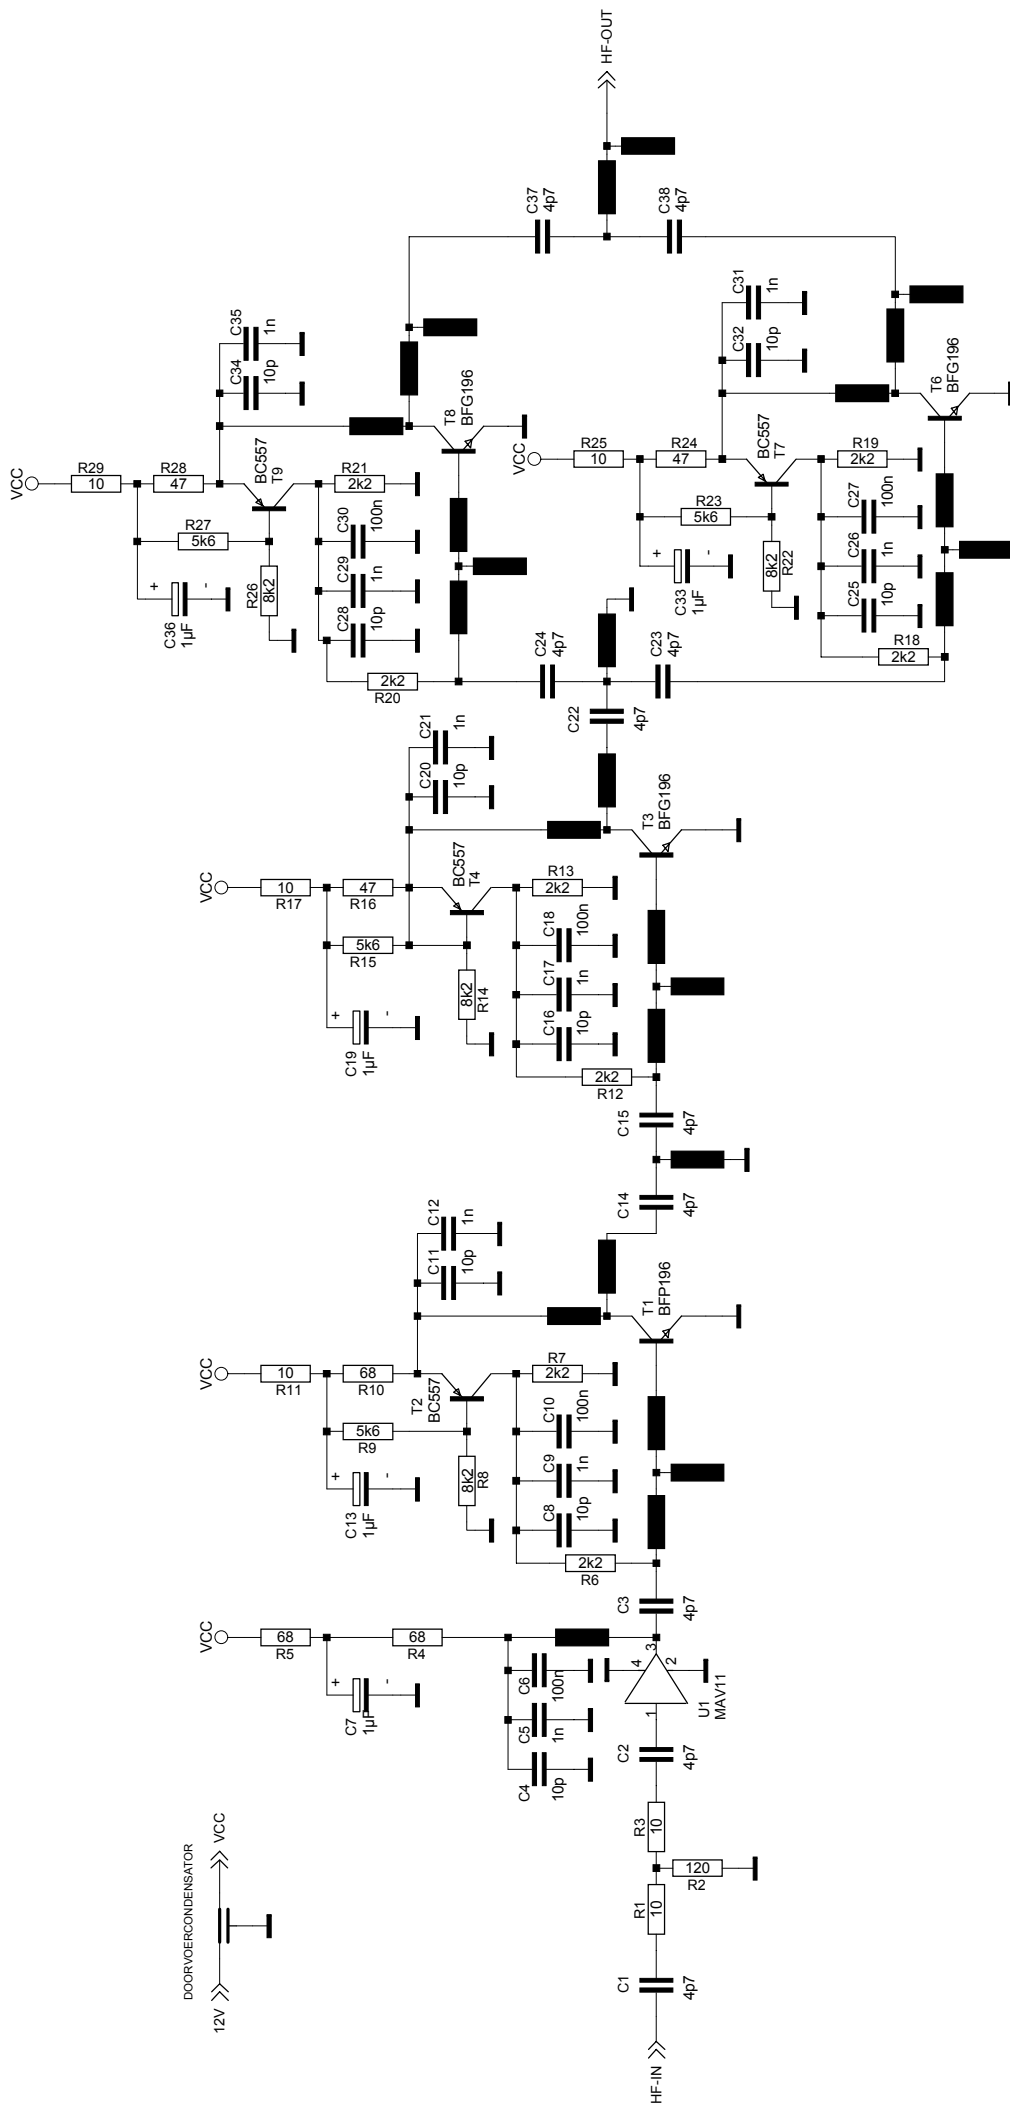 DOORVOERCONDENSATOR
12V
VCC
HF-IN
C1
4p7
R1
10
R2
120
R3
10
C2
4p7
U1
MAV11
1
2
3
4
C4
10p
C5
1n
C6
100n
C7
1µF
+
-
VCC
R5
68
R4
68
C3
4p7
R6
2k2
C8
10p
C9
1n
C10
100n
R7
2k2
R8
8k2
C13
1µF
+
-
R9
5k6
R10
68
R11
10
VCC
T2
BC557
C11
10p
C12
1n
T1
BFP196
C14
4p7
C15
4p7
R12
2k2
C16
10p
C17
1n
C18
100n
R13
2k2
R14
8k2
C19
1µF
+
-
R15
5k6
R16
47
R17
10
VCC
BC557
T4
C20
10p
C21
1n
T3
BFG196
C22
4p7
C24
4p7
C23
4p7
R20
2k2
C28
10p
C29
1n
C30
100n
R21
2k2
R26
8k2
C36
1µF
+
-
R27
5k6
R28
47
R29
10
VCC
BC557
T9
C34
10p
C35
1n
T8
BFG196
R18
2k2
C25
10p
C26
1n
C27
100n
R19
2k2
R22
8k2
C33
1µF
+
-
R23
5k6
R24
47
R25
10
VCC
BC557
T7
C32
10p
C31
1n
T6
BFG196
C37
4p7
C38
4p7
HF-OUT